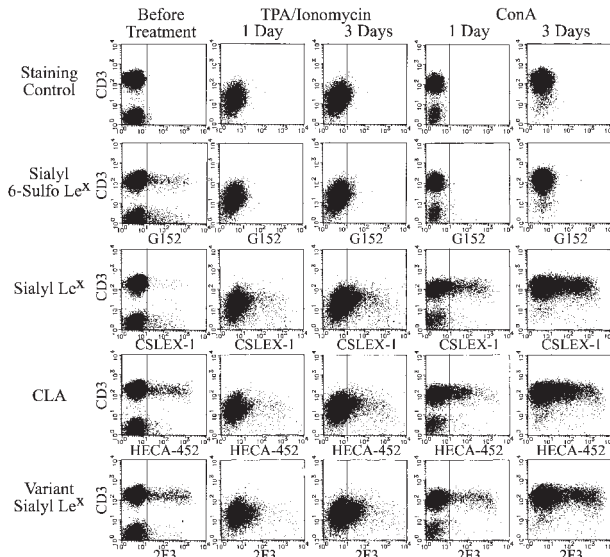 Before Treatment TPA/Ionomycin ConA
1 Day 3 Days 1 Day 3 Days
Staining Control CD3
Sialyl 6-Sulfo Leˣ CD3
G152 G152 G152 G152 G152
Sialyl Leˣ CD3
CSLEX-1 CSLEX-1 CSLEX-1 CSLEX-1 CSLEX-1
CLA CD3
HECA-452 HECA-452 HECA-452 HECA-452 HECA-452
Variant Sialyl Leˣ CD3
2F3 2F3 2F3 2F3 2F3